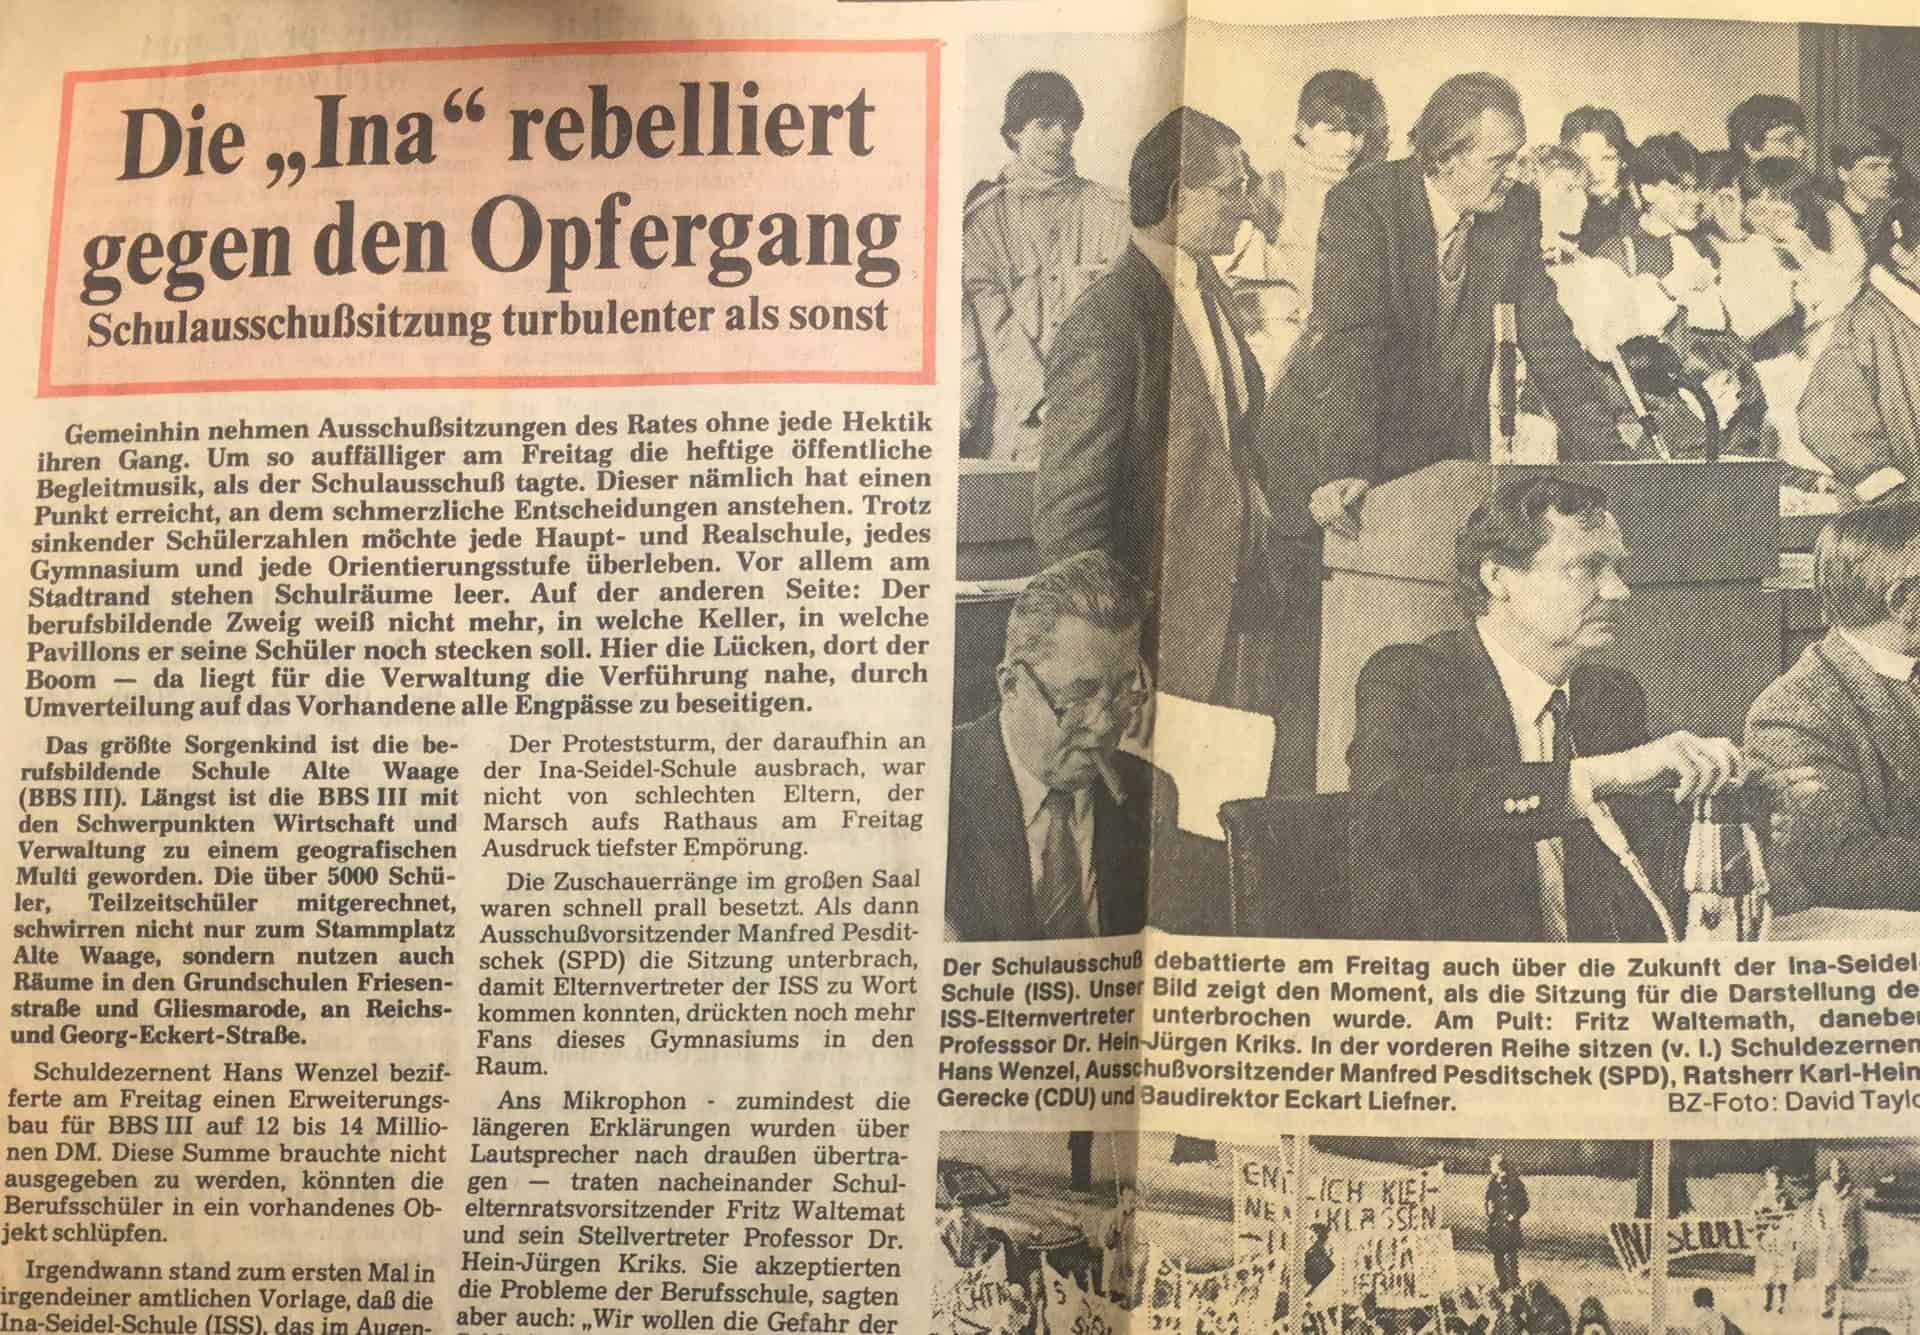 Die „Ina“ rebelliert
gegen den Opfergang
Schulausschußsitzung turbulenter als sonst
Gemeinhin nehmen Ausschußsitzungen des Rates ohne jede Hektik
ihren Gang. Um so auffälliger am Freitag die heftige öffentliche
Begleitmusik, als der Schulausschuß tagte. Dieser nämlich hat einen
Punkt erreicht, an dem schmerzliche Entscheidungen anstehen. Trotz
sinkender Schülerzahlen möchte jede Haupt- und Realschule, jedes
Gymnasium und jede Orientierungsstufe überleben. Vor allem am
Stadtrand stehen Schulräume leer. Auf der anderen Seite: Der
berufsbildende Zweig weiß nicht mehr, in welche Keller, in welche
Pavillons er seine Schüler noch stecken soll. Hier die Lücken, dort der
Boom — da liegt für die Verwaltung die Verführung nahe, durch
Umverteilung auf das Vorhandene alle Engpässe zu beseitigen.
Das größte Sorgenkind ist die be-
rufsbildende Schule Alte Waage
(BBS III). Längst ist die BBS III mit
den Schwerpunkten Wirtschaft und
Verwaltung zu einem geografischen
Multi geworden. Die über 5000 Schü-
ler, Teilzeitschüler mitgerechnet,
schwirren nicht nur zum Stammplatz
Alte Waage, sondern nutzen auch
Räume in den Grundschulen Friesen-
straße und Gliesmarode, an Reichs-
und Georg-Eckert-Straße.
Schuldezernent Hans Wenzel bezif-
ferte am Freitag einen Erweiterungs-
bau für BBS III auf 12 bis 14 Millio-
nen DM. Diese Summe brauchte nicht
ausgegeben zu werden, könnten die
Berufsschüler in ein vorhandenes Ob-
jekt schlüpfen.
Irgendwann stand zum ersten Mal in
irgendeiner amtlichen Vorlage, daß die
Ina-Seidel-Schule (ISS), das im Augen-
Der Proteststurm, der daraufhin an
der Ina-Seidel-Schule ausbrach, war
nicht von schlechten Eltern, der
Marsch aufs Rathaus am Freitag
Ausdruck tiefster Empörung.
Die Zuschauerränge im großen Saal
waren schnell prall besetzt. Als dann
Ausschußvorsitzender Manfred Pesdit-
schek (SPD) die Sitzung unterbrach,
damit Elternvertreter der ISS zu Wort
kommen konnten, drückten noch mehr
Fans dieses Gymnasiums in den
Raum.
Ans Mikrophon - zumindest die
längeren Erklärungen wurden über
Lautsprecher nach draußen übertra-
gen — traten nacheinander Schul-
elternratsvorsitzender Fritz Waltemat
und sein Stellvertreter Professor Dr.
Hein-Jürgen Kriks. Sie akzeptierten
die Probleme der Berufsschule, sagten
aber auch: „Wir wollen die Gefahr der
Der Schulausschuß debattierte am Freitag auch über die Zukunft der Ina-Seidel-
Schule (ISS). Unser Bild zeigt den Moment, als die Sitzung für die Darstellung de
ISS-Elternvertreter unterbrochen wurde. Am Pult: Fritz Waltemath, daneben
Professsor Dr. Hein-Jürgen Kriks. In der vorderen Reihe sitzen (v. l.) Schuldezernen
Hans Wenzel, Ausschußvorsitzender Manfred Pesditschek (SPD), Ratsherr Karl-Hein
Gerecke (CDU) und Baudirektor Eckart Liefner.
BZ-Foto: David Taylo
LICH KLEI-
KLASSEN
NUR